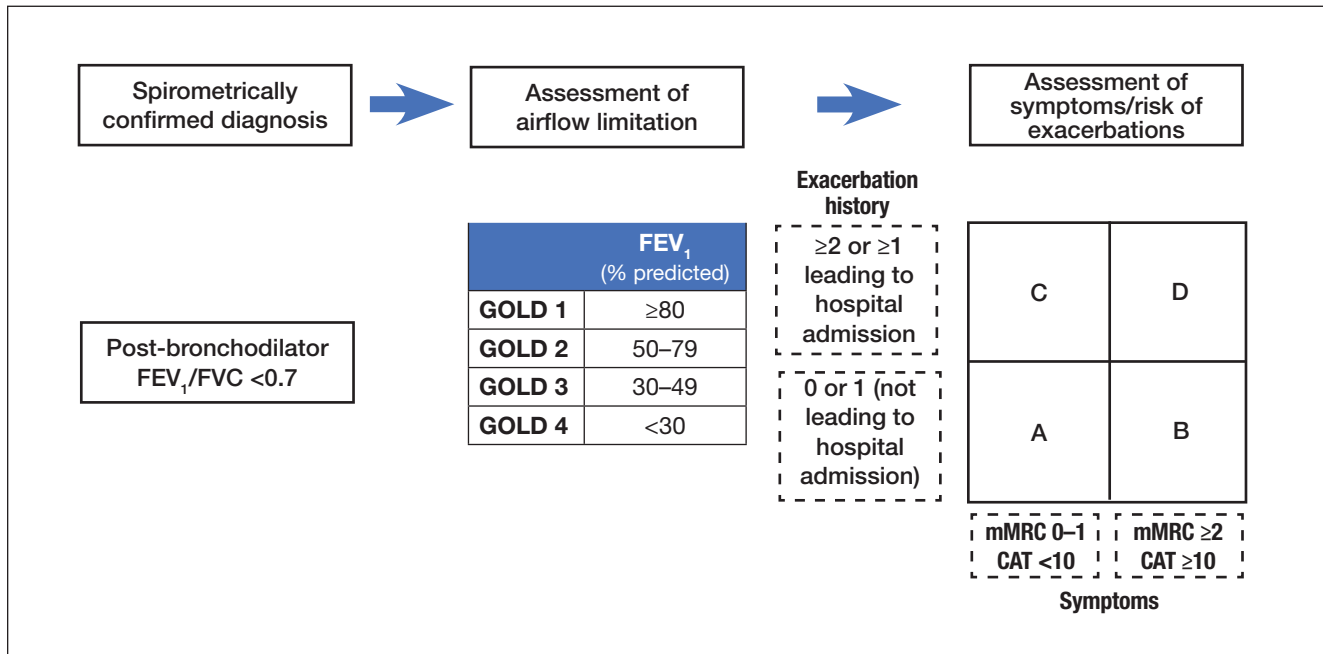 Spirometrically
confirmed diagnosis
Assessment of
airflow limitation
Assessment of
symptoms/risk of
exacerbations
Post-bronchodilator
FEV₁/FVC <0.7
FEV₁
(% predicted)
GOLD 1 ≥80
GOLD 2 50–79
GOLD 3 30–49
GOLD 4 <30
Exacerbation
history
≥2 or ≥1
leading to
hospital
admission
0 or 1 (not
leading to
hospital
admission)
C D
A B
mMRC 0–1
CAT <10
mMRC ≥2
CAT ≥10
Symptoms